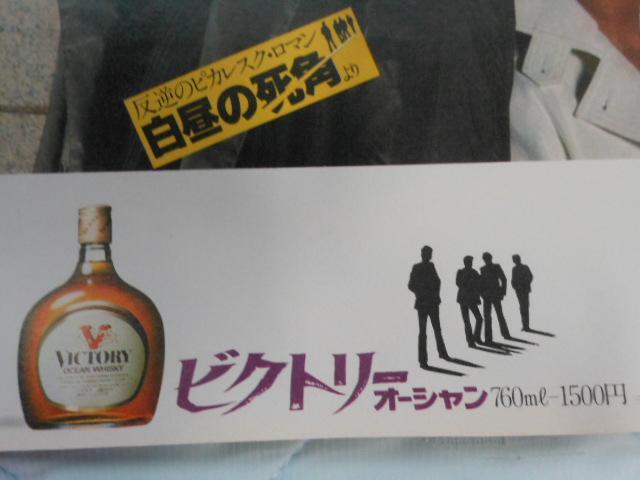 反逆のピカレスク・ロマン
白昼の死角より
V
VICTORY
OCEAN WHISKY
ビクトリー
オーシャン 760ml-1500円